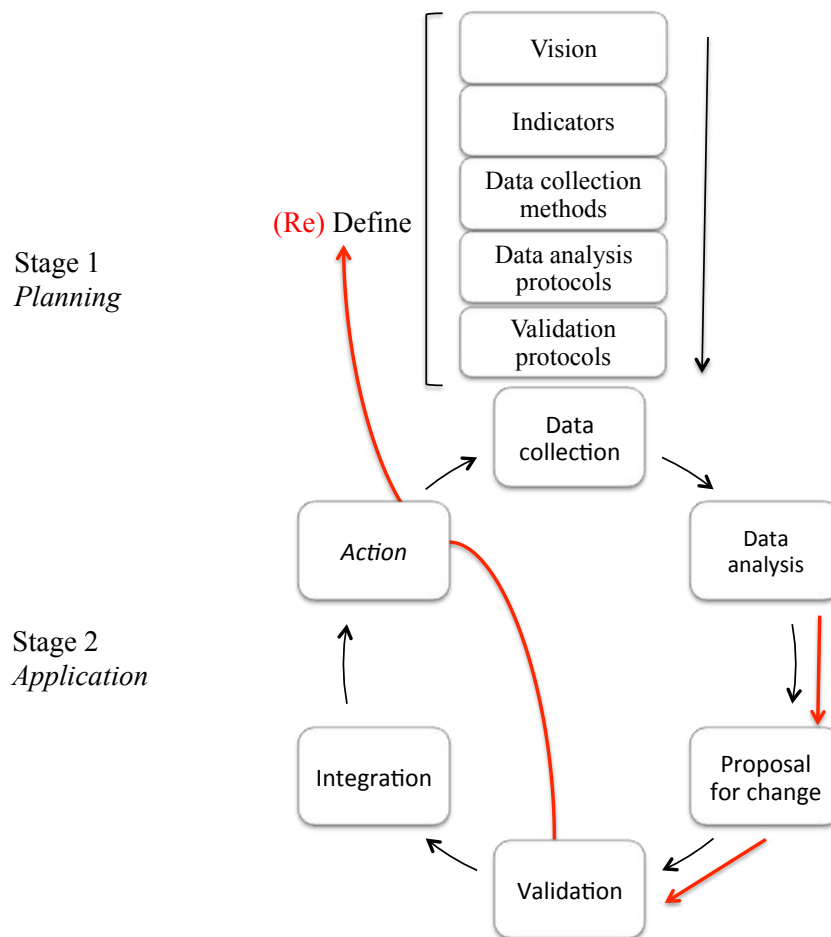 Vision
Indicators
Data collection
methods
(Re) Define
Data analysis
protocols
Stage 1
Planning
Validation
protocols
Data
collection
Action
Data
analysis
Stage 2
Application
Integration
Proposal
for change
Validation